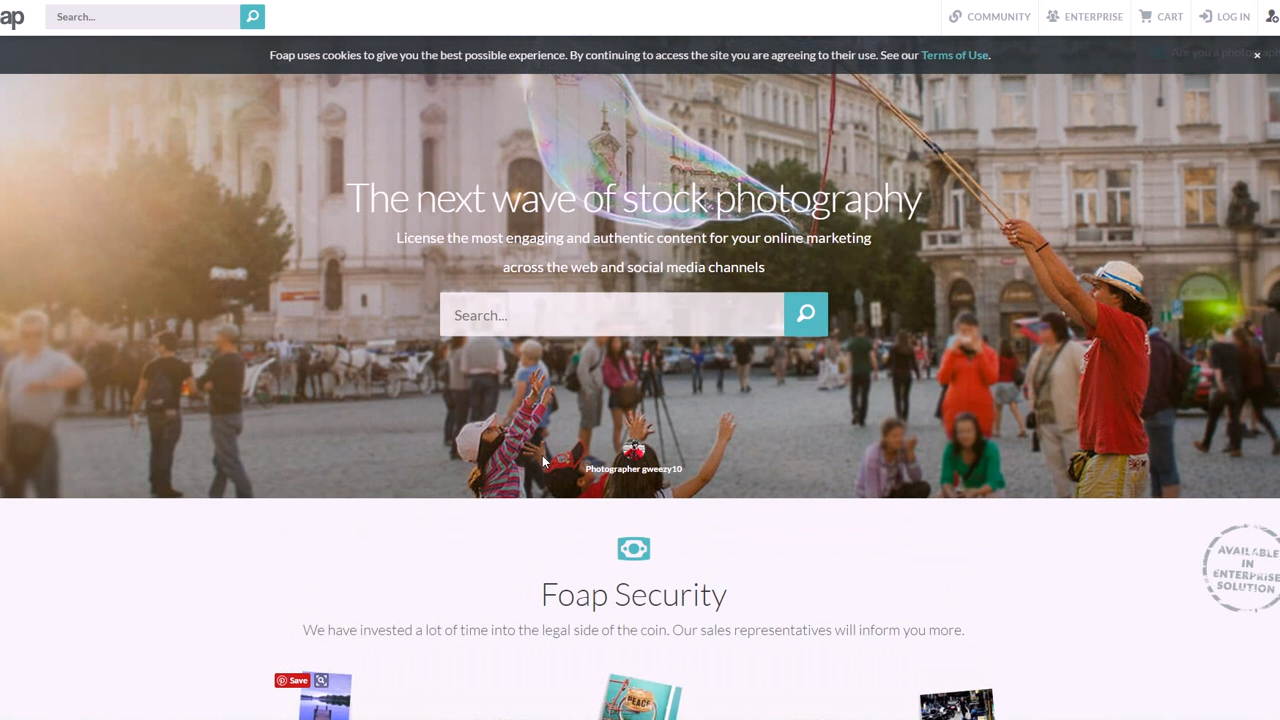 ap
Search...
COMMUNITY
ENTERPRISE
CART
LOG IN
Foap uses cookies to give you the best possible experience. By continuing to access the site you are agreeing to their use. See our Terms of Use.
Are you a photograp
×
The next wave of stock photography
License the most engaging and authentic content for your online marketing
across the web and social media channels
Search...
Photographer gweezy10
AVAILABLE
IN
ENTERPRISE
SOLUTION
Foap Security
We have invested a lot of time into the legal side of the coin. Our sales representatives will inform you more.
Save
PEACE